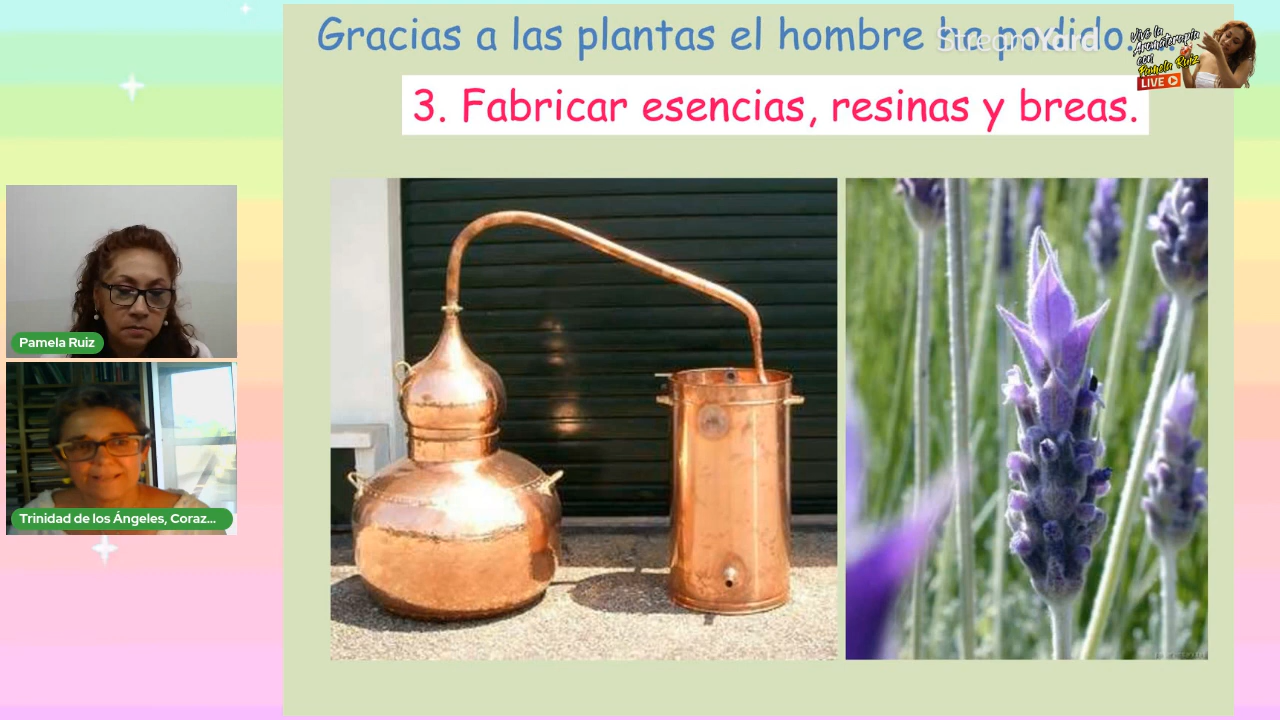 Gracias a las plantas el hombre ha podido...
StreamYard
3. Fabricar esencias, resinas y breas.
Vive la
Aromaterapia
con
Pamela Ruiz
LIVE
Pamela Ruiz
Trinidad de los Ángeles, Coraz...